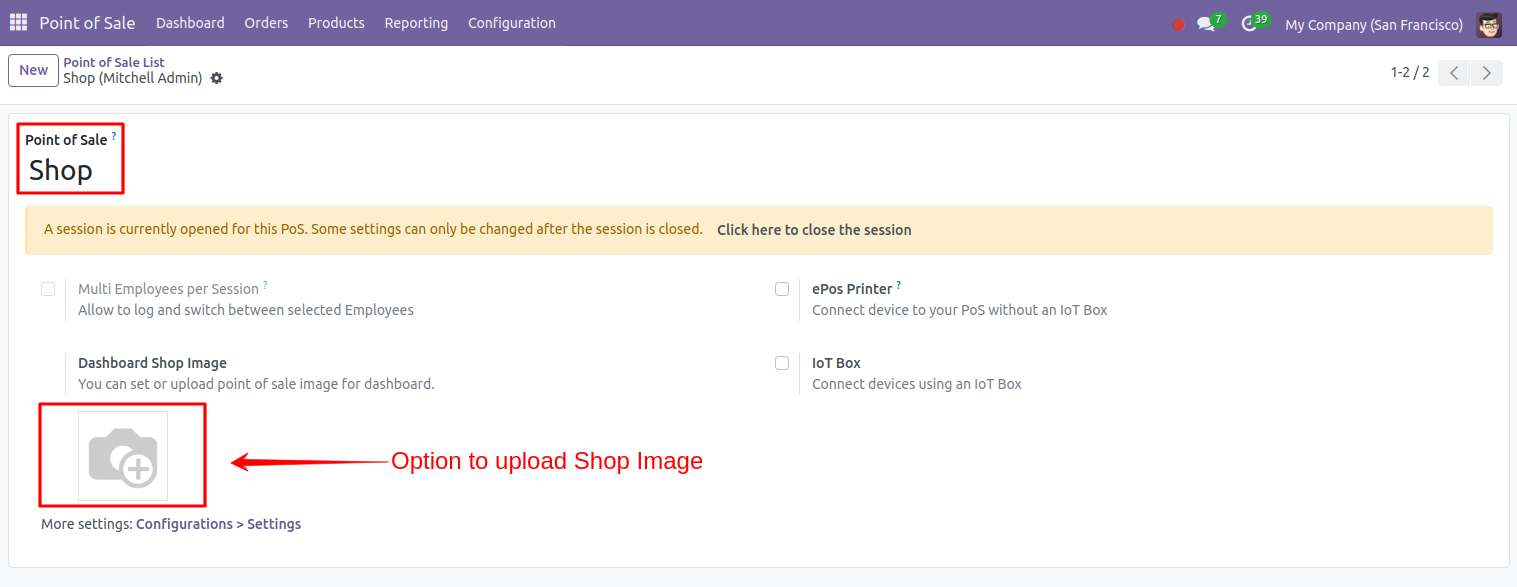 Point of Sale Dashboard Orders Products Reporting Configuration 7 39 My Company (San Francisco)
New Point of Sale List
Shop (Mitchell Admin) 1-2 / 2
Point of Sale ?
Shop
A session is currently opened for this PoS. Some settings can only be changed after the session is closed. Click here to close the session
Multi Employees per Session ?
Allow to log and switch between selected Employees
ePos Printer ?
Connect device to your PoS without an IoT Box
Dashboard Shop Image
You can set or upload point of sale image for dashboard.
IoT Box
Connect devices using an IoT Box
Option to upload Shop Image
More settings: Configurations > Settings